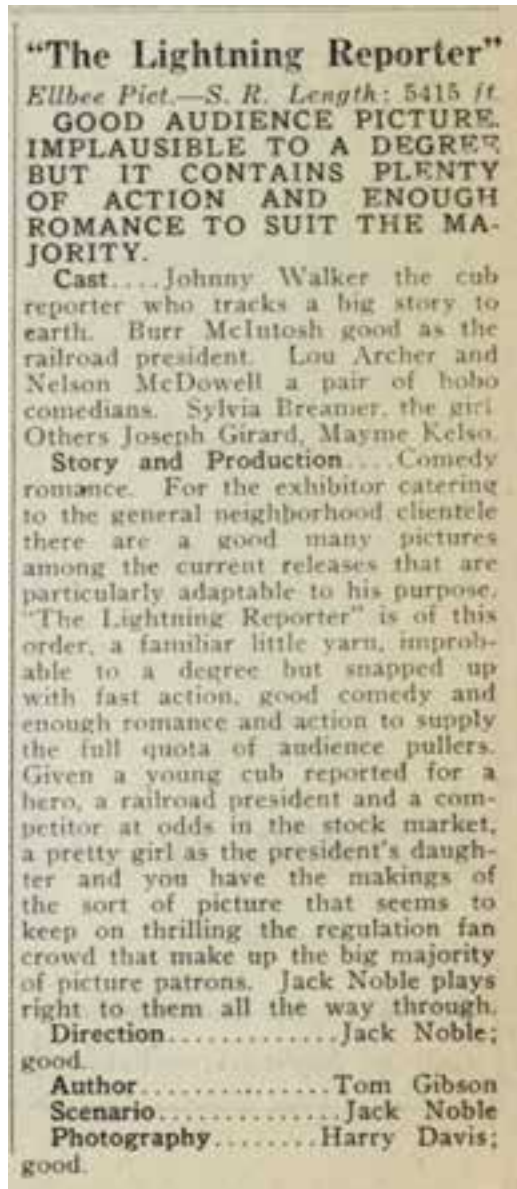 "The Lightning Reporter"
Ellbee Pict.—S. R. Length: 5415 ft.
GOOD AUDIENCE PICTURE.
IMPLAUSIBLE TO A DEGREE
BUT IT CONTAINS PLENTY
OF ACTION AND ENOUGH
ROMANCE TO SUIT THE MA-
JORITY.
Cast....Johnny Walker the cub
reporter who tracks a big story to
earth. Burr McIntosh good as the
railroad president. Lou Archer and
Nelson McDowell a pair of hobo
comedians. Sylvia Breamer, the girl.
Others Joseph Girard, Mayme Kelso.
Story and Production....Comedy
romance. For the exhibitor catering
to the general neighborhood clientele
there are a good many pictures
among the current releases that are
particularly adaptable to his purpose.
"The Lightning Reporter" is of this
order, a familiar little yarn, improb-
able to a degree but snapped up
with fast action, good comedy and
enough romance and action to supply
the full quota of audience pullers.
Given a young cub reported for a
hero, a railroad president and a com-
petitor at odds in the stock market,
a pretty girl as the president's daugh-
ter and you have the makings of
the sort of picture that seems to
keep on thrilling the regulation fan
crowd that make up the big majority
of picture patrons. Jack Noble plays
right to them all the way through.
Direction.............Jack Noble;
good.
Author...............Tom Gibson
Scenario..............Jack Noble
Photography........Harry Davis;
good.